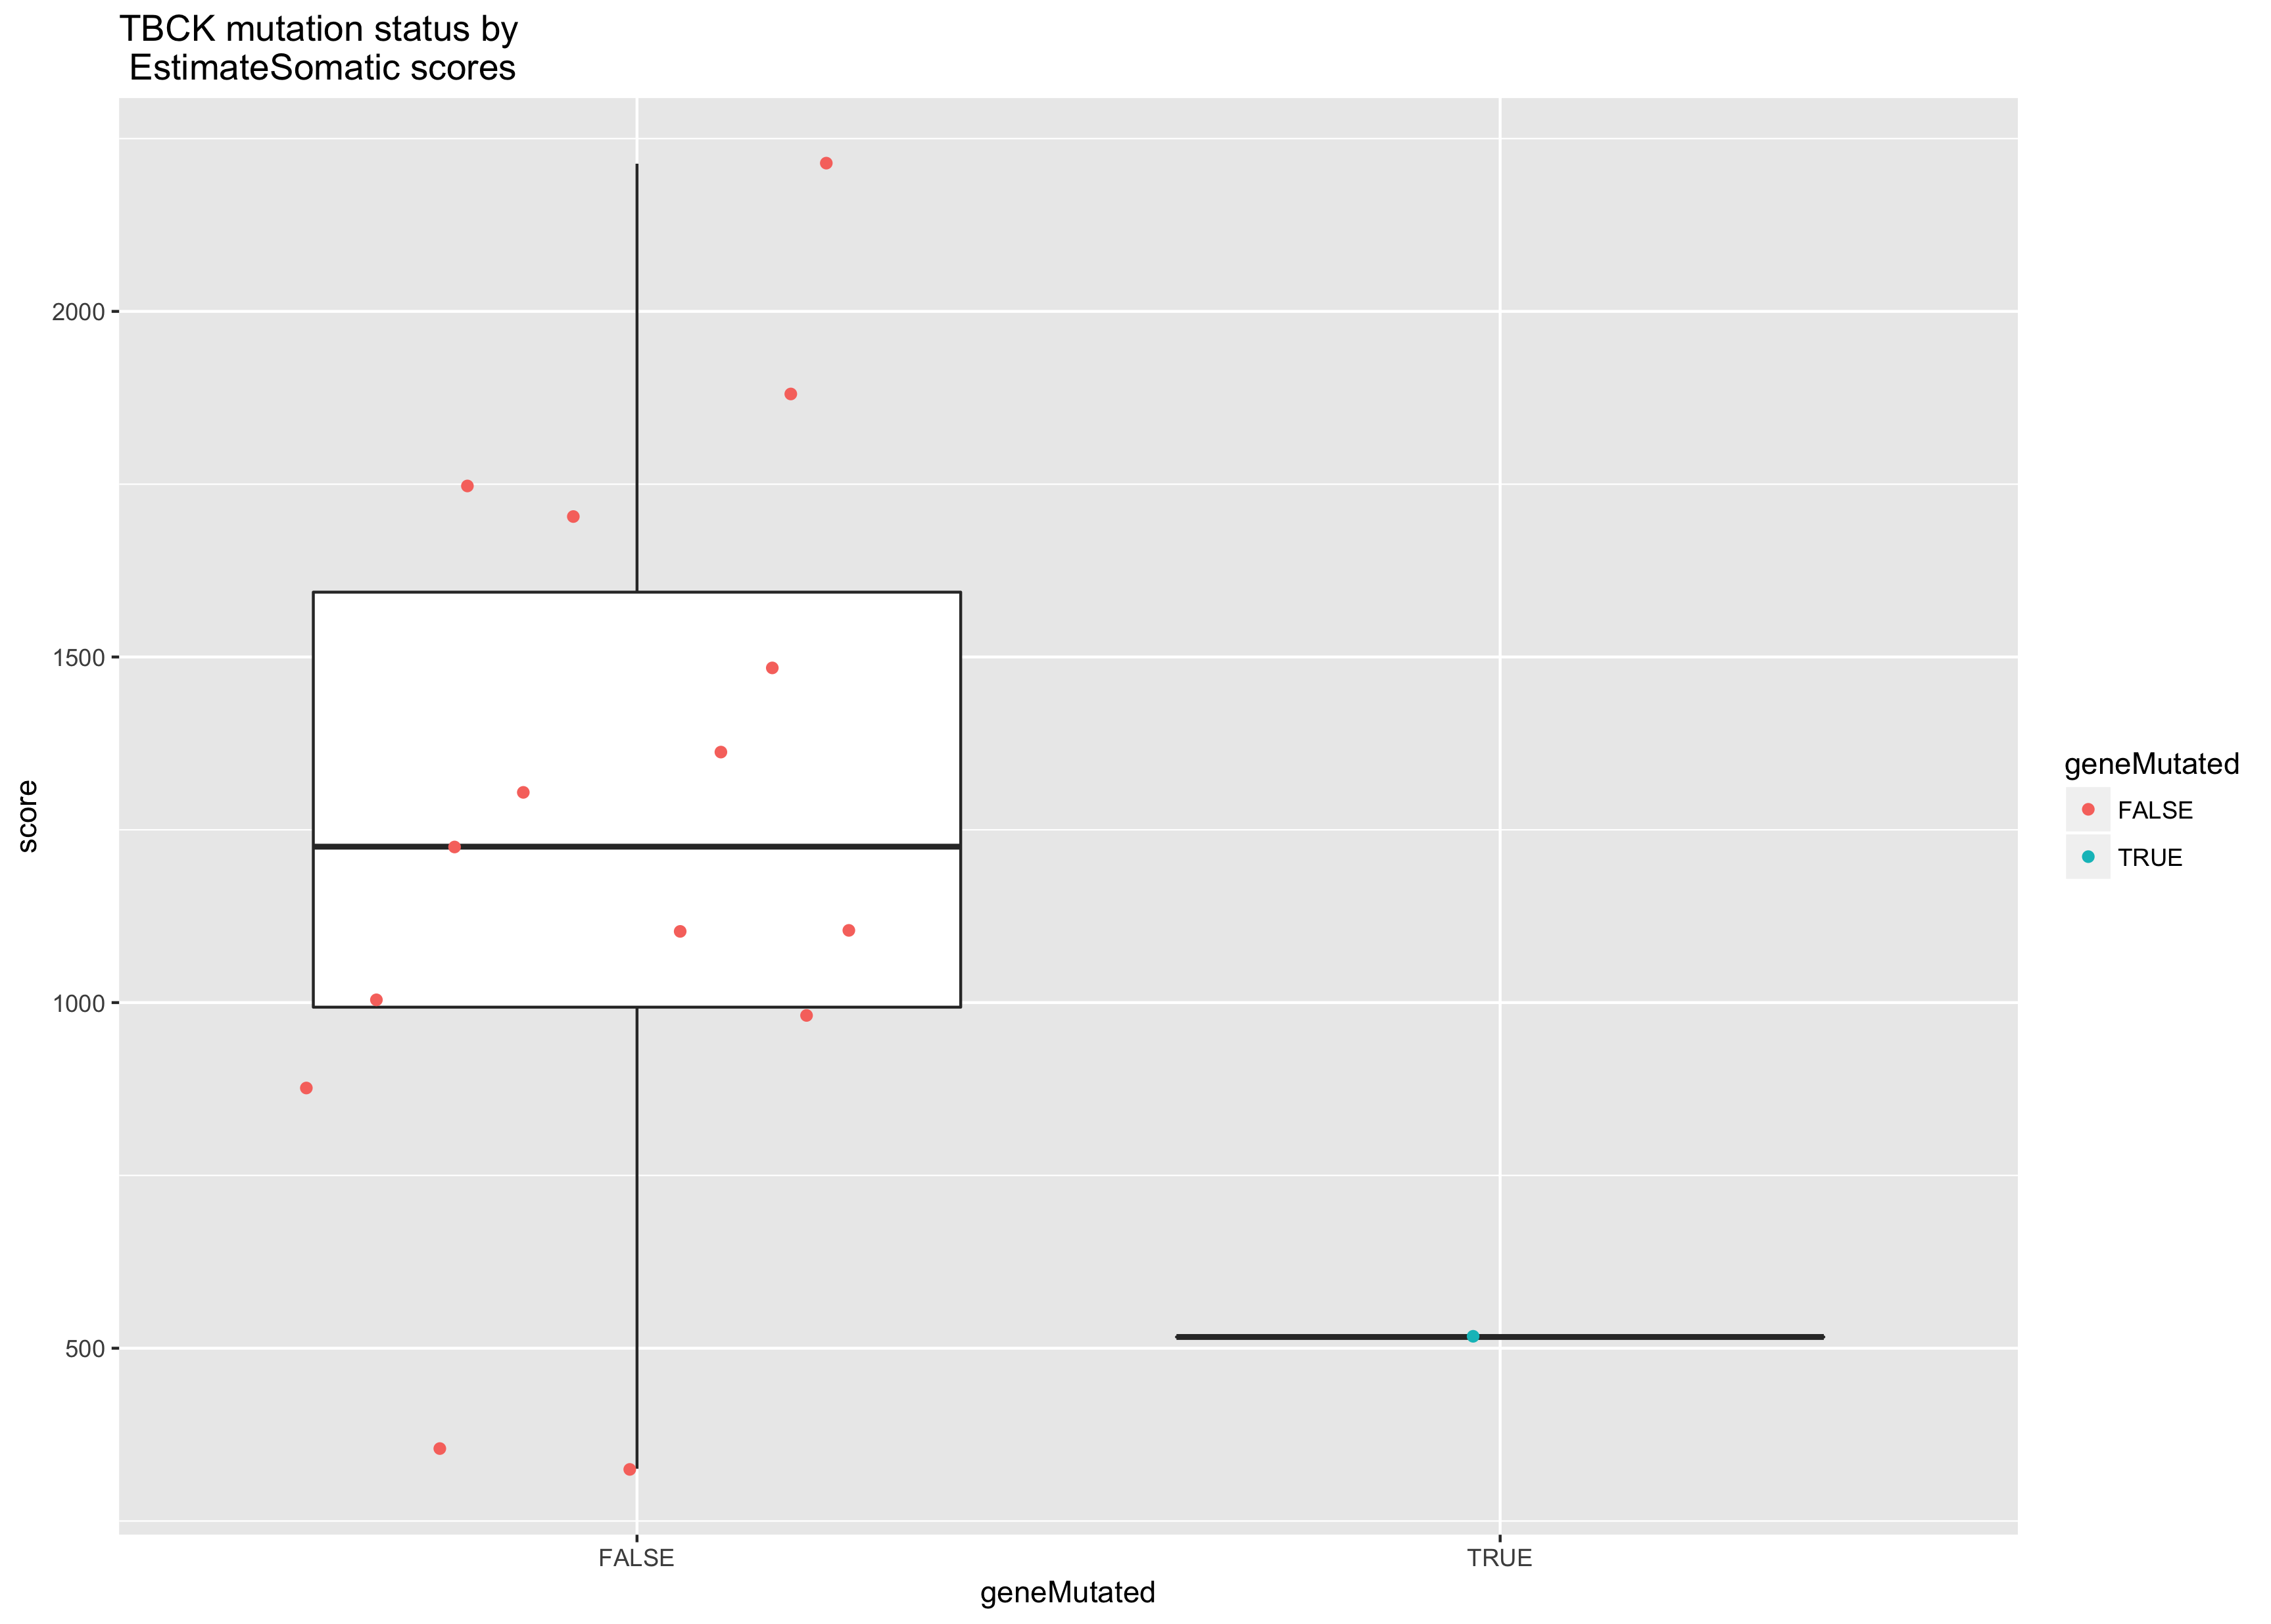 TBCK mutation status by
EstimateSomatic scores
2000
1500
1000
500
score
FALSE
TRUE
geneMutated
geneMutated
FALSE
TRUE